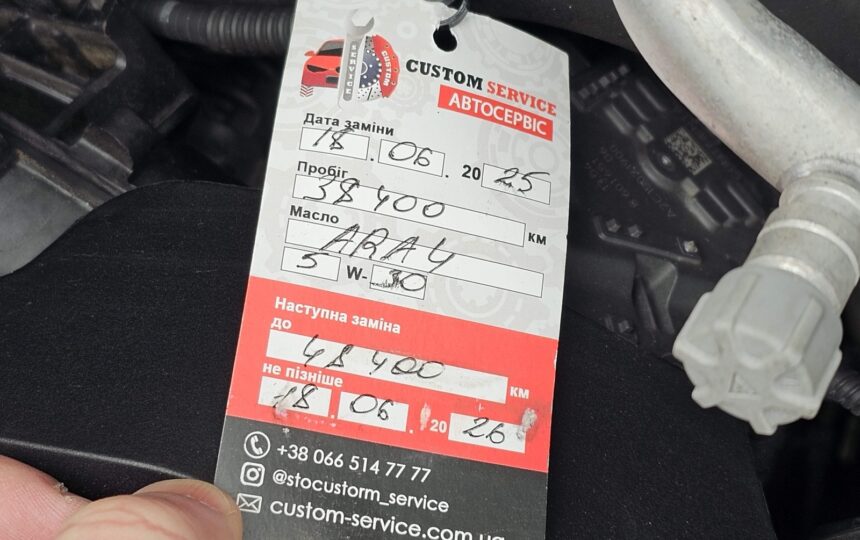 SERVICE
CUSTOM
CUSTOM SERVICE
АВТОСЕРВІС
Дата заміни
18 . 06 . 20 25
Пробіг
38 400 км
Масло
ARAY
5 W- 30
Наступна заміна
до
48 400 км
не пізніше
18 . 06 . 20 26
+38 066 514 77 77
@stocustorm_service
custom-service.com.ua